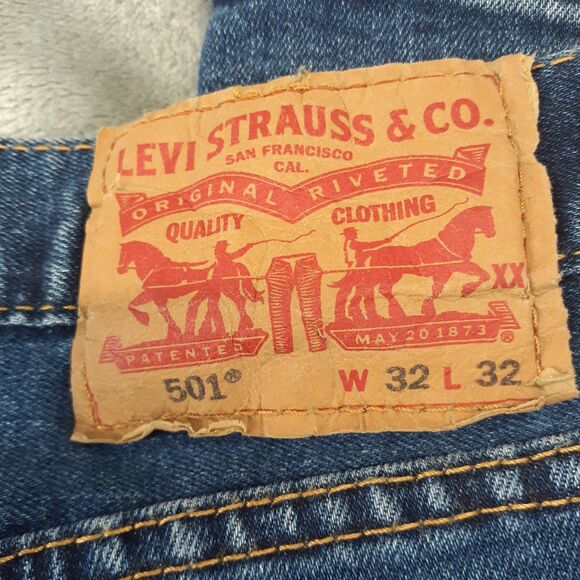 LEVI STRAUSS & CO.
SAN FRANCISCO
CAL.
ORIGINAL RIVETED
QUALITY CLOTHING
XX
PATENTED MAY 20 1873 ®
501® W 32 L 32